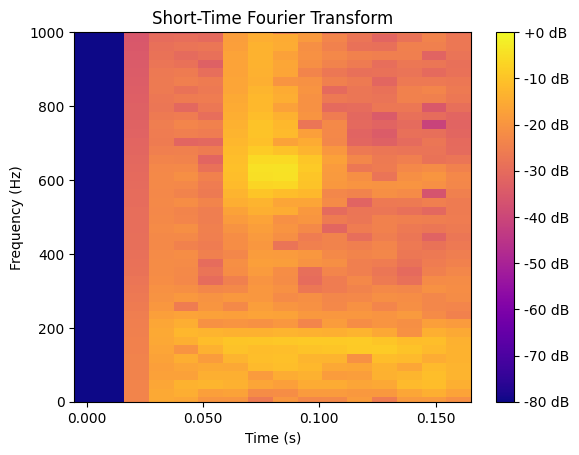 Short-Time Fourier Transform
Frequency (Hz)
1000
800
600
400
200
0
0.000
0.050
0.100
0.150
Time (s)
+0 dB
-10 dB
-20 dB
-30 dB
-40 dB
-50 dB
-60 dB
-70 dB
-80 dB